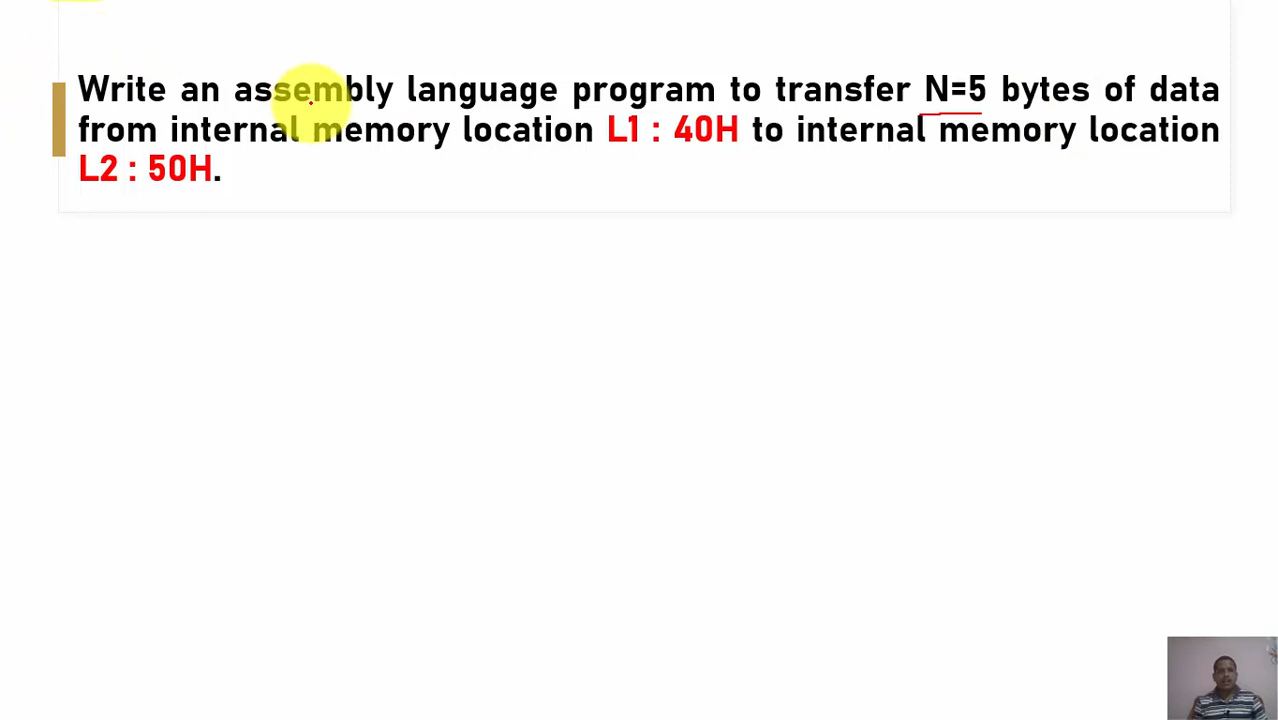 Write an assembly language program to transfer N=5 bytes of data
from internal memory location L1 : 40H to internal memory location
L2 : 50H.